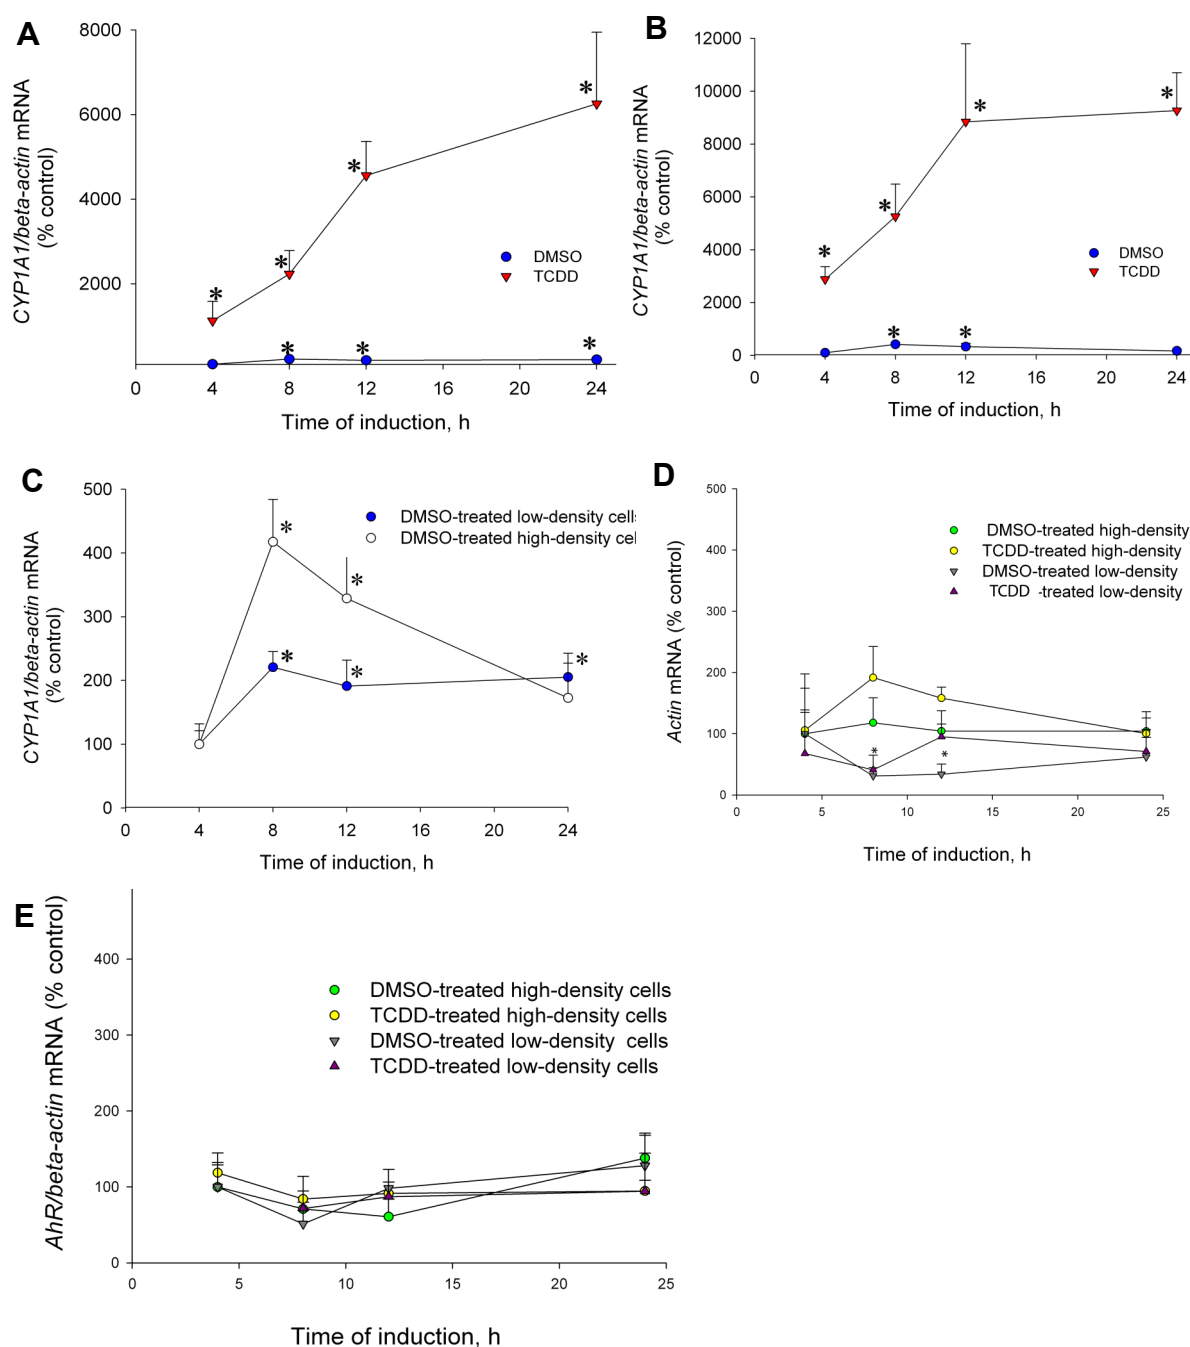 A
8000
6000
4000
2000
CYP1A1/beta-actin mRNA
(% control)
* * * *
* * *
DMSO
TCDD
0 4 8 12 16 20 24
Time of induction, h
B
12000
10000
8000
6000
4000
2000
0
CYP1A1/beta-actin mRNA
(% control)
* * * *
* *
DMSO
TCDD
0 4 8 12 16 20 24
Time of induction, h
C
500
400
300
200
100
0
CYP1A1/beta-actin mRNA
(% control)
* *
* * *
DMSO-treated low-density cells
DMSO-treated high-density cel
0 4 8 12 16 20 24
Time of induction, h
D
500
400
300
200
100
0
Actin mRNA (% control)
* *
DMSO-treated high-density
TCDD-treated high-density
DMSO-treated low-density
TCDD -treated low-density
0 5 10 15 20 25
Time of induction, h
E
400
300
200
100
0
AhR/beta-actin mRNA (% control)
DMSO-treated high-density cells
TCDD-treated high-density cells
DMSO-treated low-density cells
TCDD-treated low-density cells
0 5 10 15 20 25
Time of induction, h